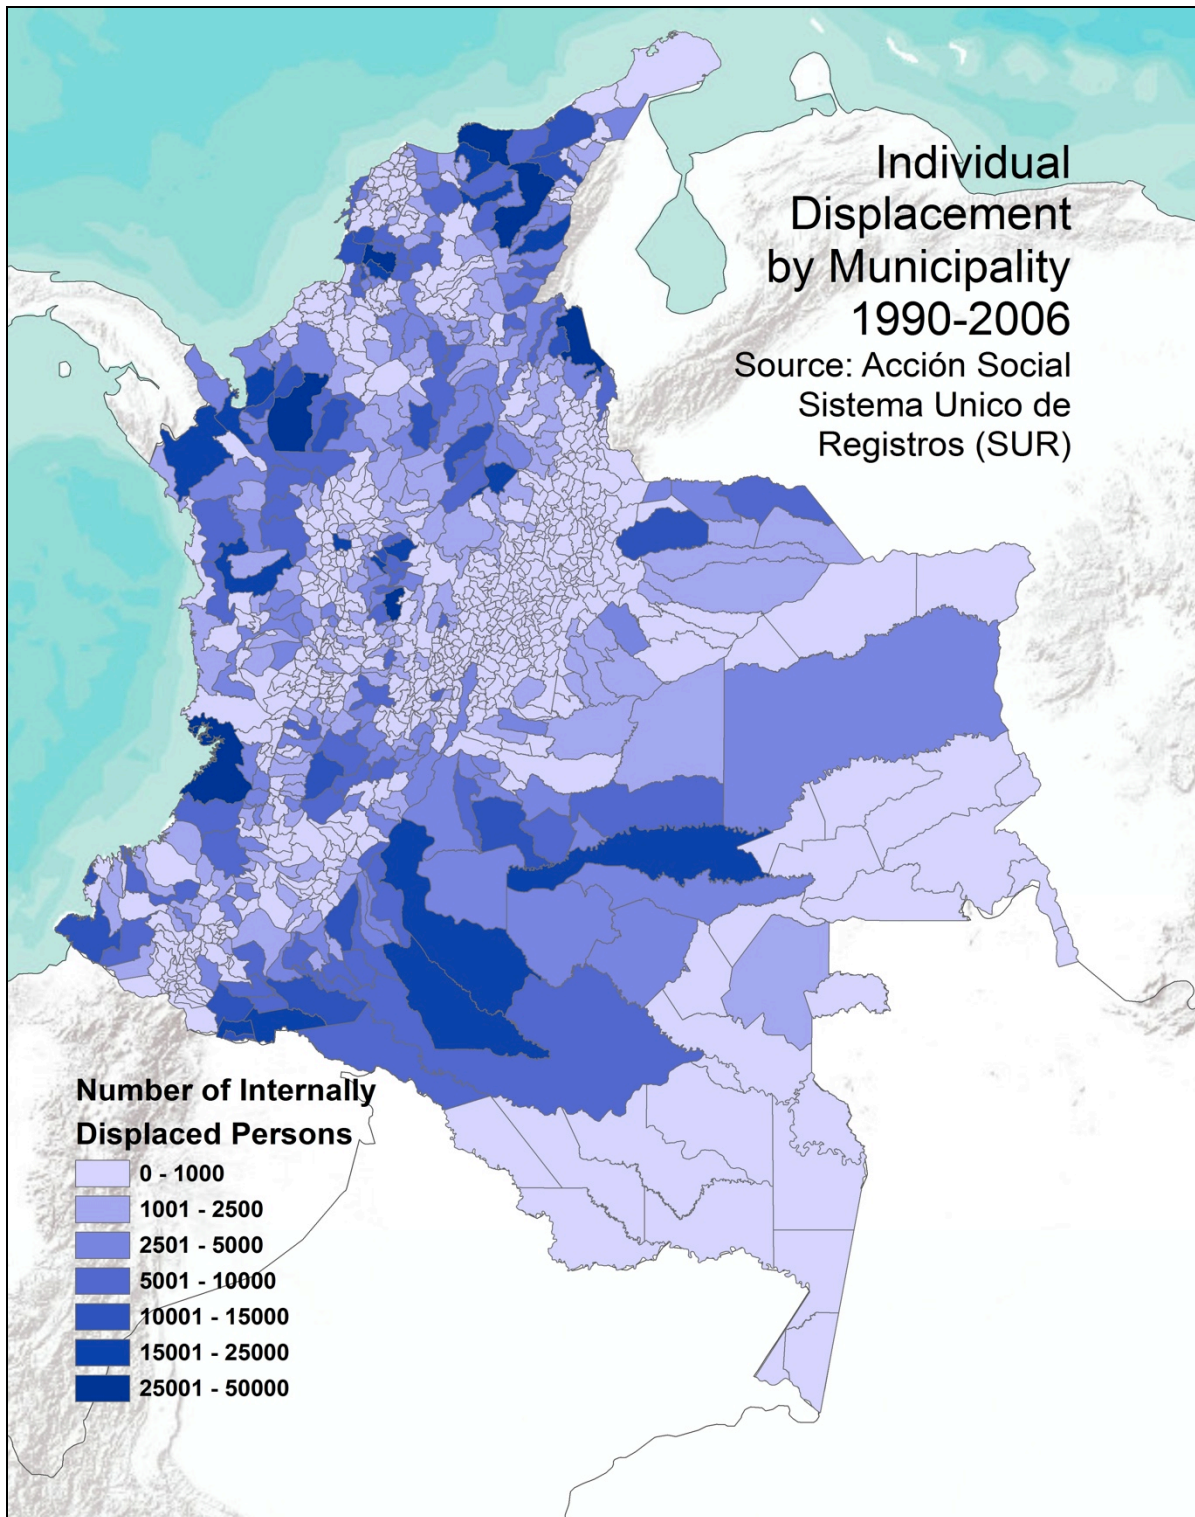 Individual
Displacement
by Municipality
1990-2006
Source: Acción Social
Sistema Unico de
Registros (SUR)
Number of Internally
Displaced Persons
0 - 1000
1001 - 2500
2501 - 5000
5001 - 10000
10001 - 15000
15001 - 25000
25001 - 50000